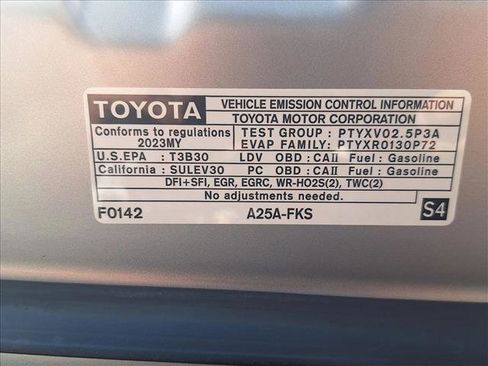 TOYOTA
VEHICLE EMISSION CONTROL INFORMATION
TOYOTA MOTOR CORPORATION
Conforms to regulations
2023MY
TEST GROUP : PTYXV02.5P3A
EVAP FAMILY: PTYXR0130P72
U.S.EPA : T3B30 LDV OBD : CAII Fuel : Gasoline
California : SULEV30 PC OBD : CAII Fuel : Gasoline
DFI+SFI, EGR, EGRC, WR-HO2S(2), TWC(2)
No adjustments needed.
F0142 A25A-FKS S4